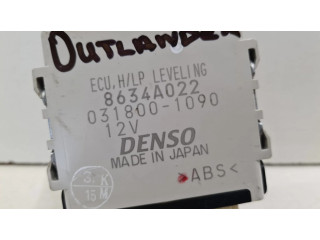 OUTLANDER
ECU, H/LP LEVELING
8634A022
031800-1090
12V
DENSO
MADE IN JAPAN
>ABS<